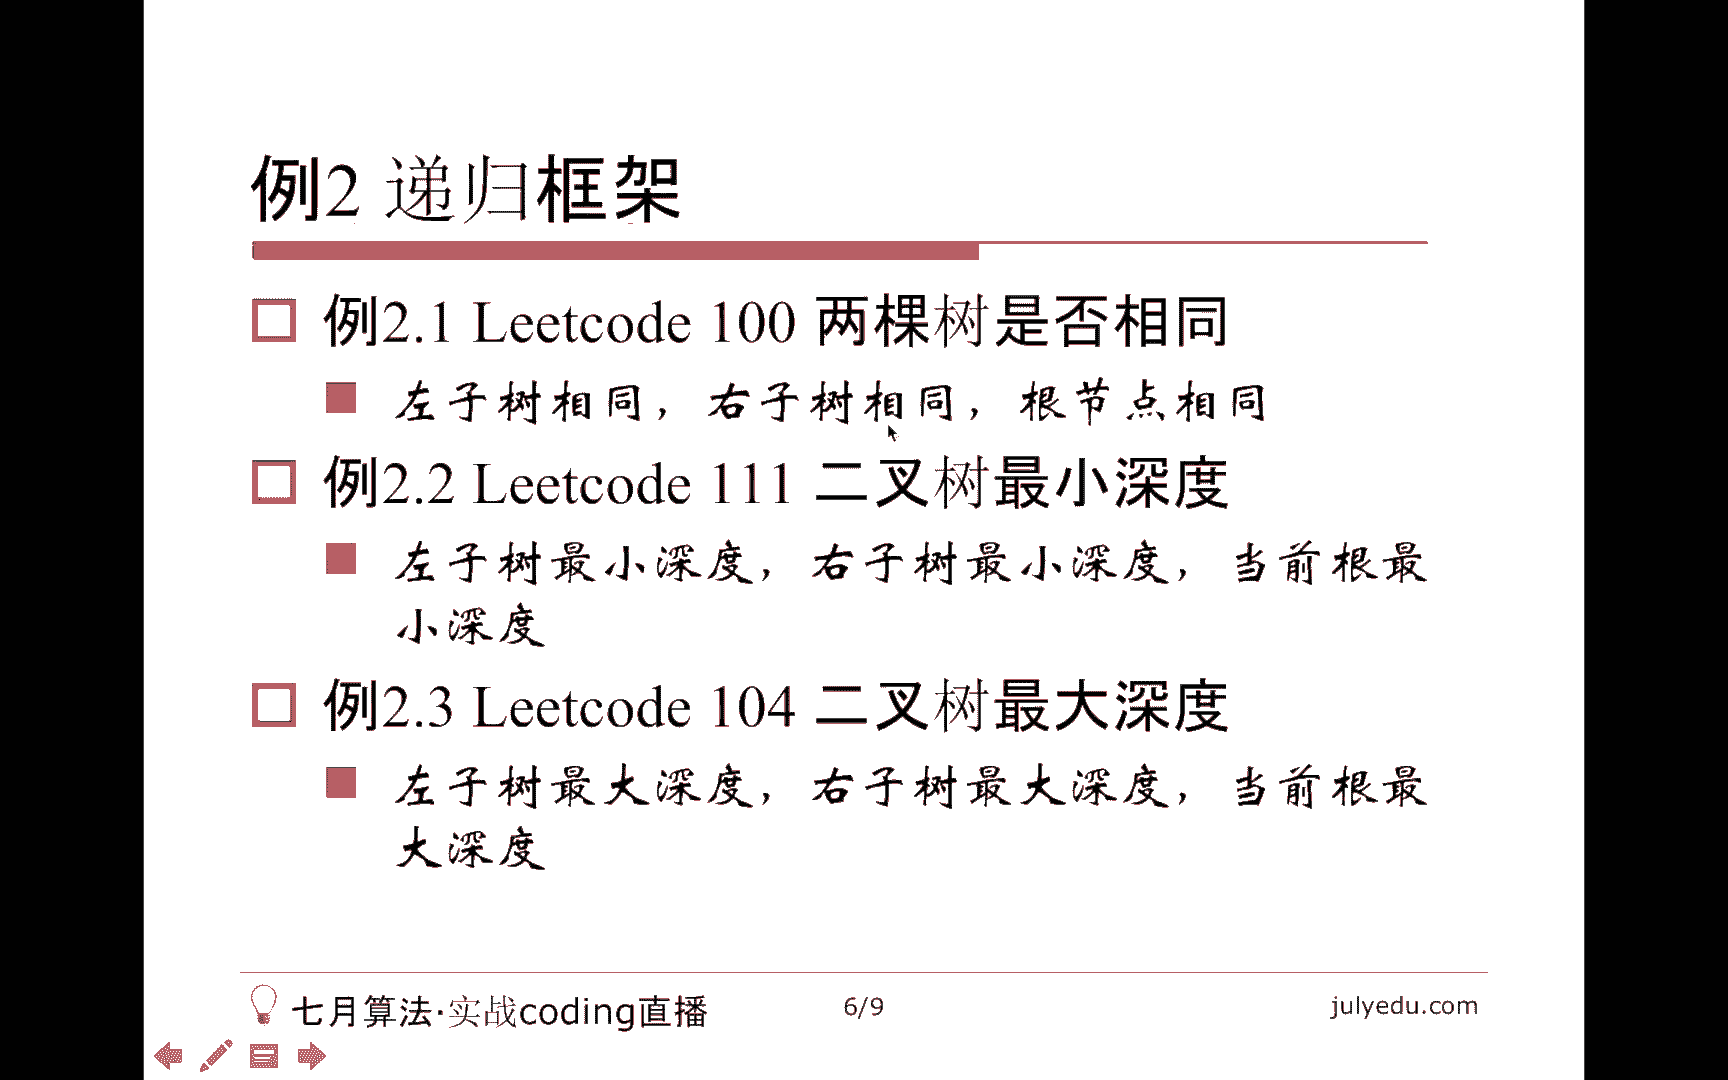 例2 递归框架
例2.1 Leetcode 100 两棵树是否相同
左子树相同，右子树相同，根节点相同
例2.2 Leetcode 111 二叉树最小深度
左子树最小深度，右子树最小深度，当前根最
小深度
例2.3 Leetcode 104 二叉树最大深度
左子树最大深度，右子树最大深度，当前根最
大深度
七月算法·实战coding直播
6/9
julyedu.com